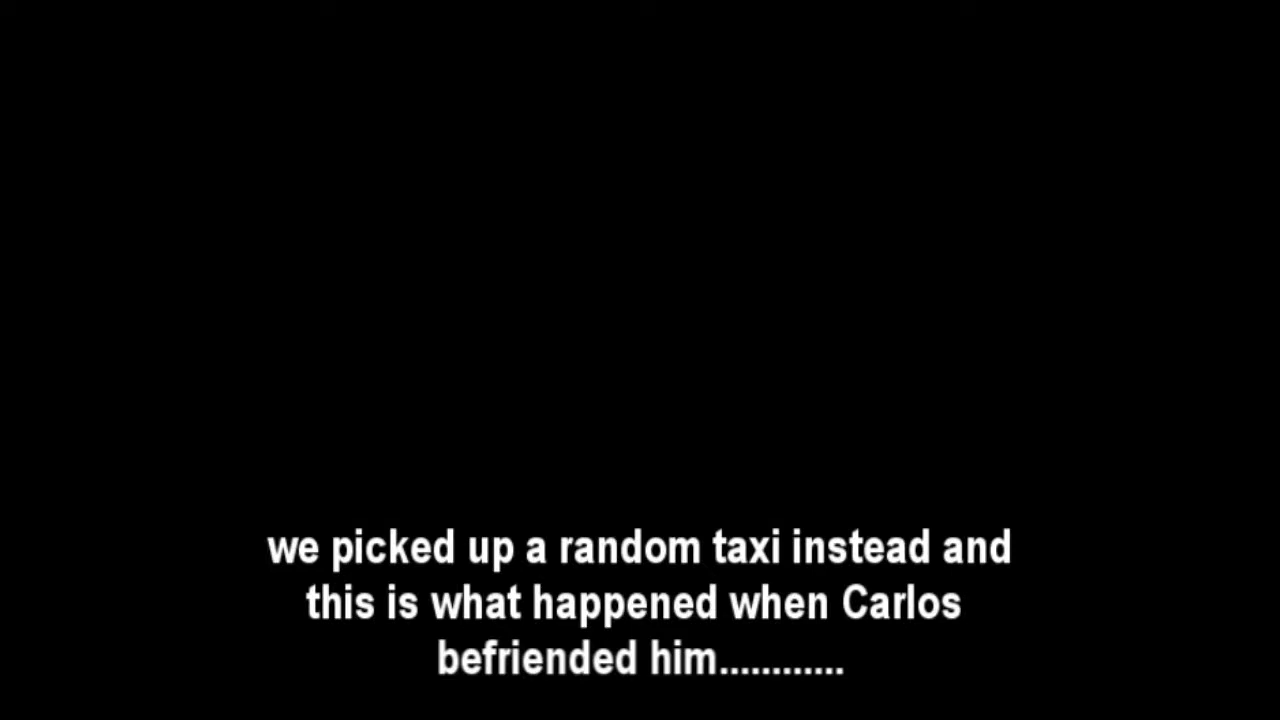 we picked up a random taxi instead and
this is what happened when Carlos
befriended him............